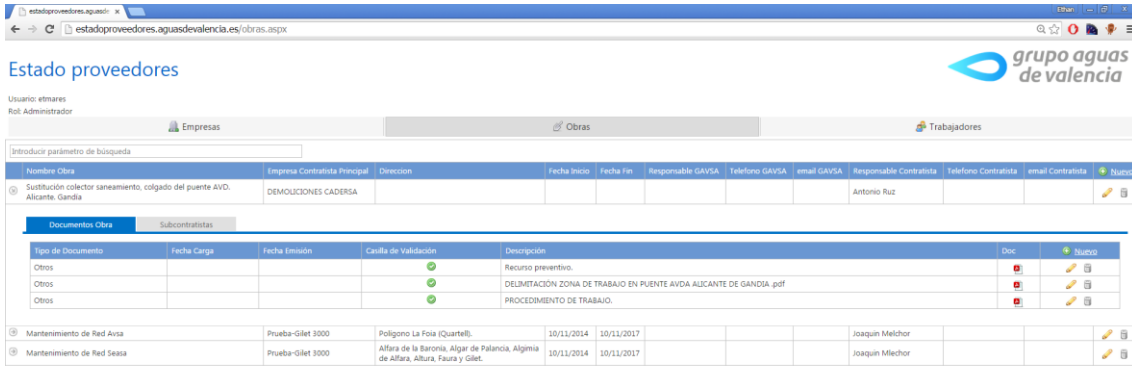 estadoproveedores.aguasde
Ethan
estadoproveedores.aguasdevalencia.es/obras.aspx
Estado proveedores
grupo aguas
de valencia
Usuario: etmares
Rol: Administrador
Empresas Obras Trabajadores
Introducir parámetro de búsqueda
Nombre Obra Empresa Contratista Principal Direccion Fecha Inicio Fecha Fin Responsable GAVSA Telefono GAVSA email GAVSA Responsable Contratista Telefono Contratista email Contratista Nuevo
Sustitución colector saneamiento, colgado del puente AVD.
Alicante. Gandía
DEMOLICIONES CADERSA Antonio Ruz
Documentos Obra Subcontratistas
Tipo de Documento Fecha Carga Fecha Emisión Casilla de Validación Descripción Doc Nuevo
Otros Recurso preventivo.
Otros DELIMITACIÓN ZONA DE TRABAJO EN PUENTE AVDA ALICANTE DE GANDIA .pdf
Otros PROCEDIMIENTO DE TRABAJO.
Mantenimiento de Red Avsa Prueba-Gilet 3000 Poligono La Foia (Quartell). 10/11/2014 10/11/2017 Joaquin Melchor
Mantenimiento de Red Seasa Prueba-Gilet 3000 Alfara de la Baronia, Algar de Palancia, Algimia
de Alfara, Altura, Faura y Gilet. 10/11/2014 10/11/2017 Joaquin Mlechor